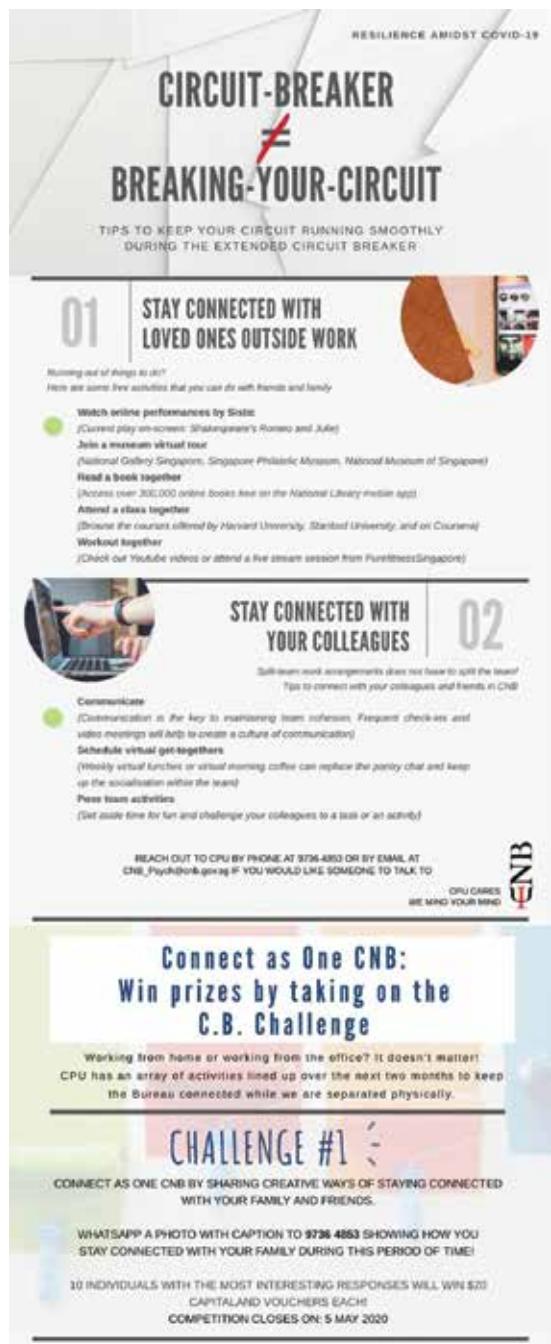 RESILIENCE AMIDST COVID-19
CIRCUIT-BREAKER
≠
BREAKING-YOUR-CIRCUIT
TIPS TO KEEP YOUR CIRCUIT RUNNING SMOOTHLY
DURING THE EXTENDED CIRCUIT BREAKER
01
STAY CONNECTED WITH
LOVED ONES OUTSIDE WORK
Running out of things to do?
Here are some free activities that you can do with friends and family
Watch online performances by Sistic
(Current play on-screen: Shakespeare's Romeo and Juliet)
Join a museum virtual tour
(National Gallery Singapore, Singapore Philatelic Museum, National Museum of Singapore)
Read a book together
(Access over 300,000 online books free on the National Library mobile app)
Attend a class together
(Browse the courses offered by Harvard University, Stanford University, and on Coursera)
Workout together
(Check out Youtube videos or attend a live stream session from PurefitnessSingapore)
STAY CONNECTED WITH
YOUR COLLEAGUES
02
Split-team work arrangements does not have to split the team!
Tips to connect with your colleagues and friends in CNB
Communicate
(Communication is the key to maintaining team cohesion. Frequent check-ins and
video meetings will help to create a culture of communication)
Schedule virtual get-togethers
(Weekly virtual lunches or virtual morning coffee can replace the pantry chat and keep
up the socialisation within the team)
team activities
(Set aside time for fun and challenge your colleagues to a task or an activity)
REACH OUT TO CPU BY PHONE AT 9736-4853 OR BY EMAIL AT
CNB_Psych@cnb.gov.sg IF YOU WOULD LIKE SOMEONE TO TALK TO
CPU CARES
WE MIND YOUR MIND
CNB
Connect as One CNB:
Win prizes by taking on the
C.B. Challenge
Working from home or working from the office? It doesn't matter!
CPU has an array of activities lined up over the next two months to keep
the Bureau connected while we are separated physically.
CHALLENGE #1
CONNECT AS ONE CNB BY SHARING CREATIVE WAYS OF STAYING CONNECTED
WITH YOUR FAMILY AND FRIENDS.
WHATSAPP A PHOTO WITH CAPTION TO 9736 4853 SHOWING HOW YOU
STAY CONNECTED WITH YOUR FAMILY DURING THIS PERIOD OF TIME!
10 INDIVIDUALS WITH THE MOST INTERESTING RESPONSES WILL WIN $20
CAPITALAND VOUCHERS EACH!
COMPETITION CLOSES ON: 5 MAY 2020